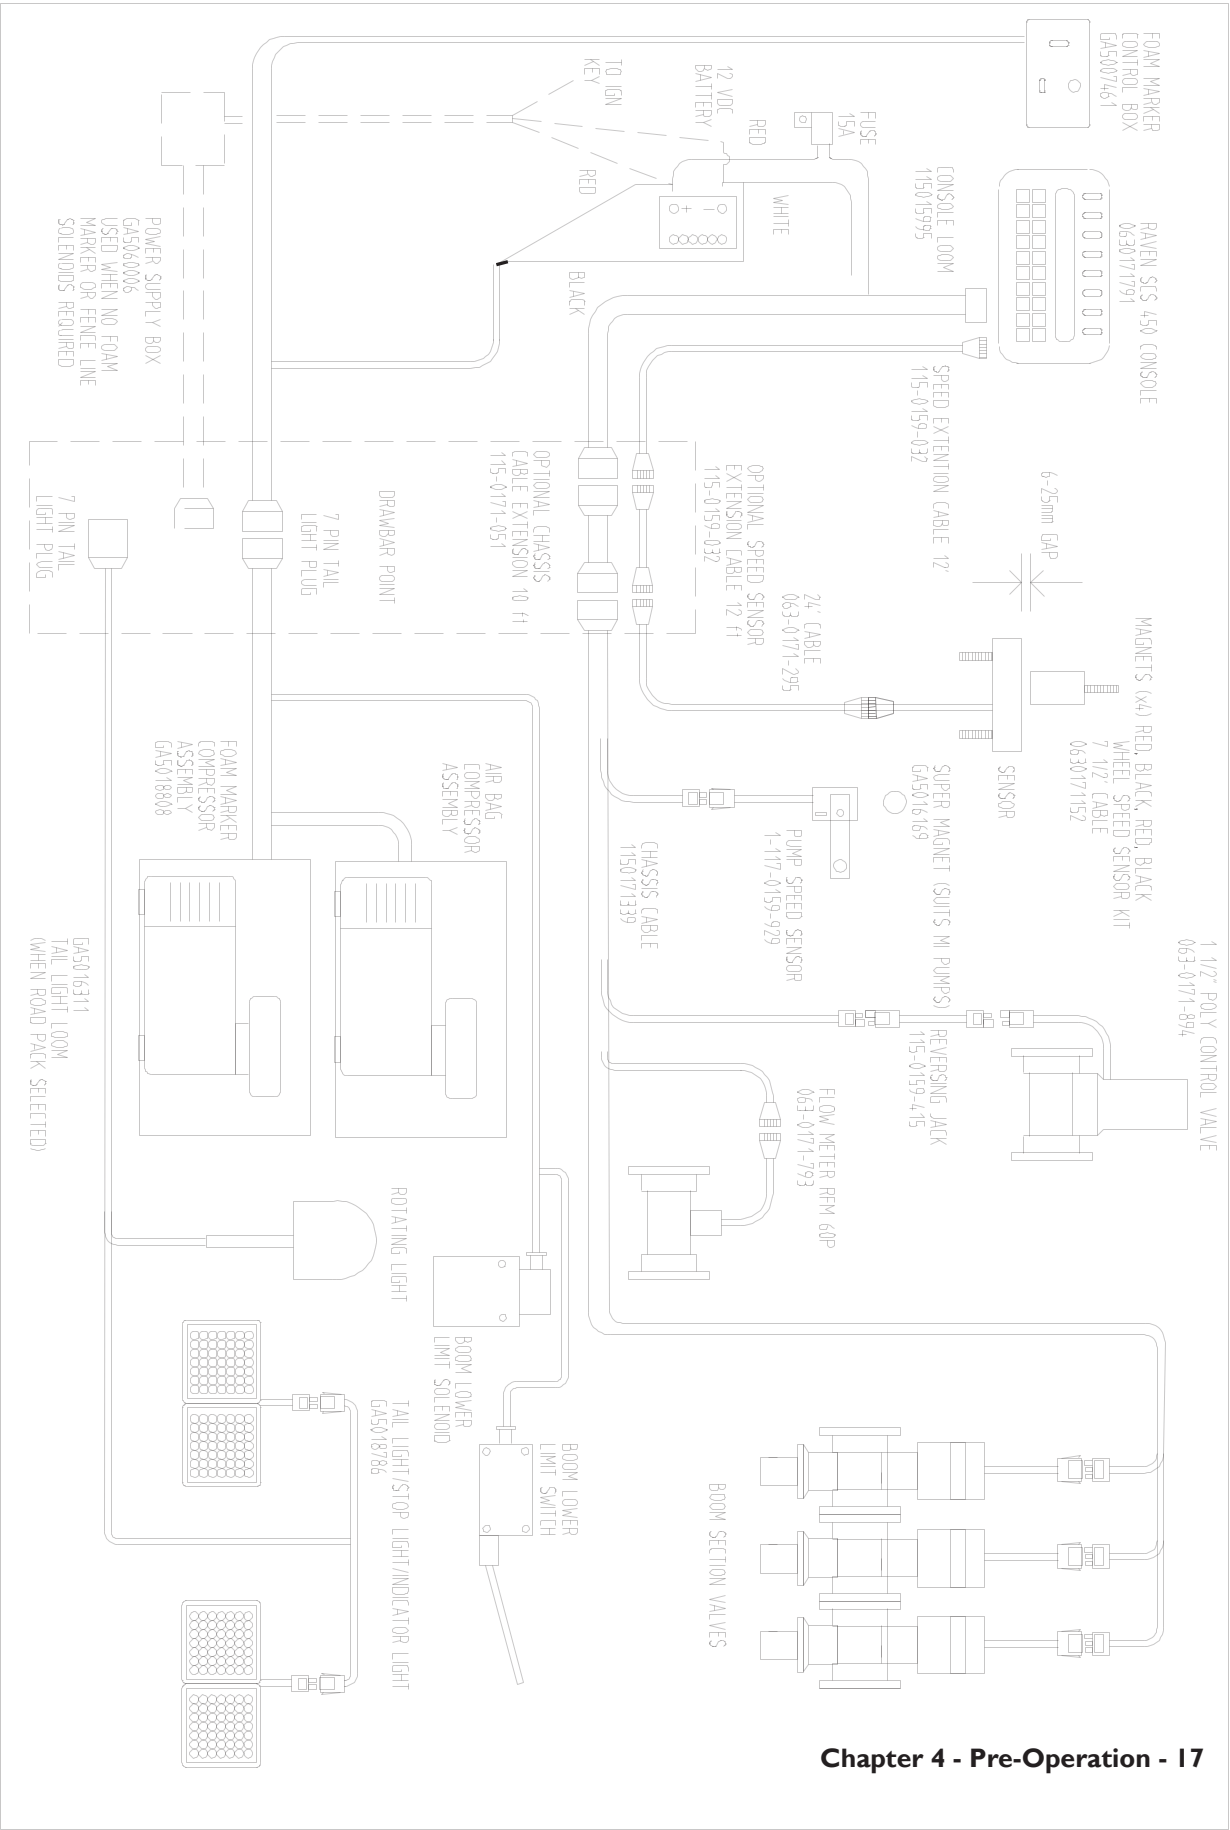 FOAM MARKER
CONTROL BOX
GA5007461
RAVEN SCS 450 CONSOLE
0630171791
TO IGN
KEY
12 VDC
BATTERY
RED
FUSE
15A
CONSOLE LOOM
115015995
RED
WHITE
+ −
BLACK
POWER SUPPLY BOX
GA5060006
USED WHEN NO FOAM
MARKER OR FENCE LINE
SOLENOIDS REQUIRED
SPEED EXTENTION CABLE 12'
115-0159-032
6-25mm GAP
OPTIONAL SPEED SENSOR
EXTENSION CABLE 12 ft
115-0159-032
OPTIONAL CHASSIS
CABLE EXTENSION 10 ft
115-0171-051
DRAWBAR POINT
7 PIN TAIL
LIGHT PLUG
7 PIN TAIL
LIGHT PLUG
24' CABLE
063-0171-295
MAGNETS (x4) RED, BLACK, RED, BLACK
WHEEL SPEED SENSOR KIT
7 1/2' CABLE
0630171152
SENSOR
SUPER MAGNET (SUITS MI PUMPS)
GA5016169
PUMP SPEED SENSOR
1-117-0159-929
CHASSIS CABLE
1150171339
AIR BAG
COMPRESSOR
ASSEMBLY
FOAM MARKER
COMPRESSOR
ASSEMBLY
GA5018808
1 1/2" POLY CONTROL VALVE
063-0171-894
REVERSING JACK
115-0159-415
FLOW METER RFM 60P
063-0171-793
GA5016311
TAIL LIGHT LOOM
(WHEN ROAD PACK SELECTED)
ROTATING LIGHT
BOOM LOWER
LIMIT SOLENOID
BOOM LOWER
LIMIT SWITCH
TAIL LIGHT/STOP LIGHT/INDICATOR LIGHT
GA5018786
BOOM SECTION VALVES
Chapter 4 - Pre-Operation - 17